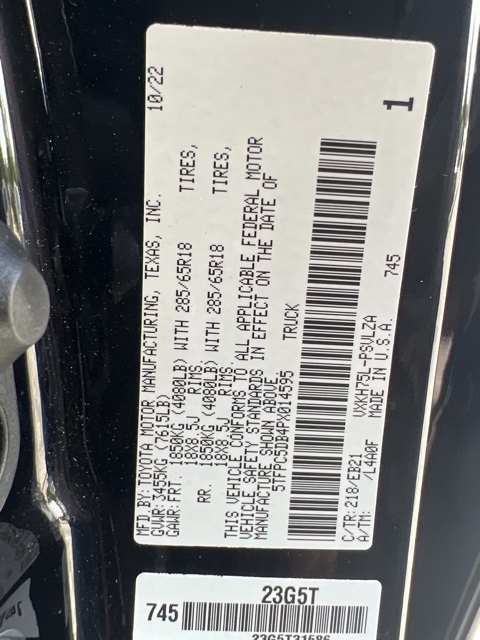 MFD.BY:TOYOTA MOTOR MANUFACTURING, TEXAS, INC. 10/22
GVWR:3455KG (7615LB)
GAWR:FRT. 1850KG (4080LB) WITH 285/65R18 TIRES,
18X8.5J RIMS
RR. 1850KG (4080LB) WITH 285/65R18 TIRES,
18X8.5J RIMS.
THIS VEHICLE CONFORMS TO ALL APPLICABLE FEDERAL MOTOR
VEHICLE SAFETY STANDARDS IN EFFECT ON THE DATE OF
MANUFACTURE SHOWN ABOVE.
5TFPC5DB4PX014595 TRUCK
C/TR:218/EB21 VXKH75L-PSVLZA 745
A/TM: /L4A0F MADE IN U.S.A.
1
745 23G5T
23G5T31586